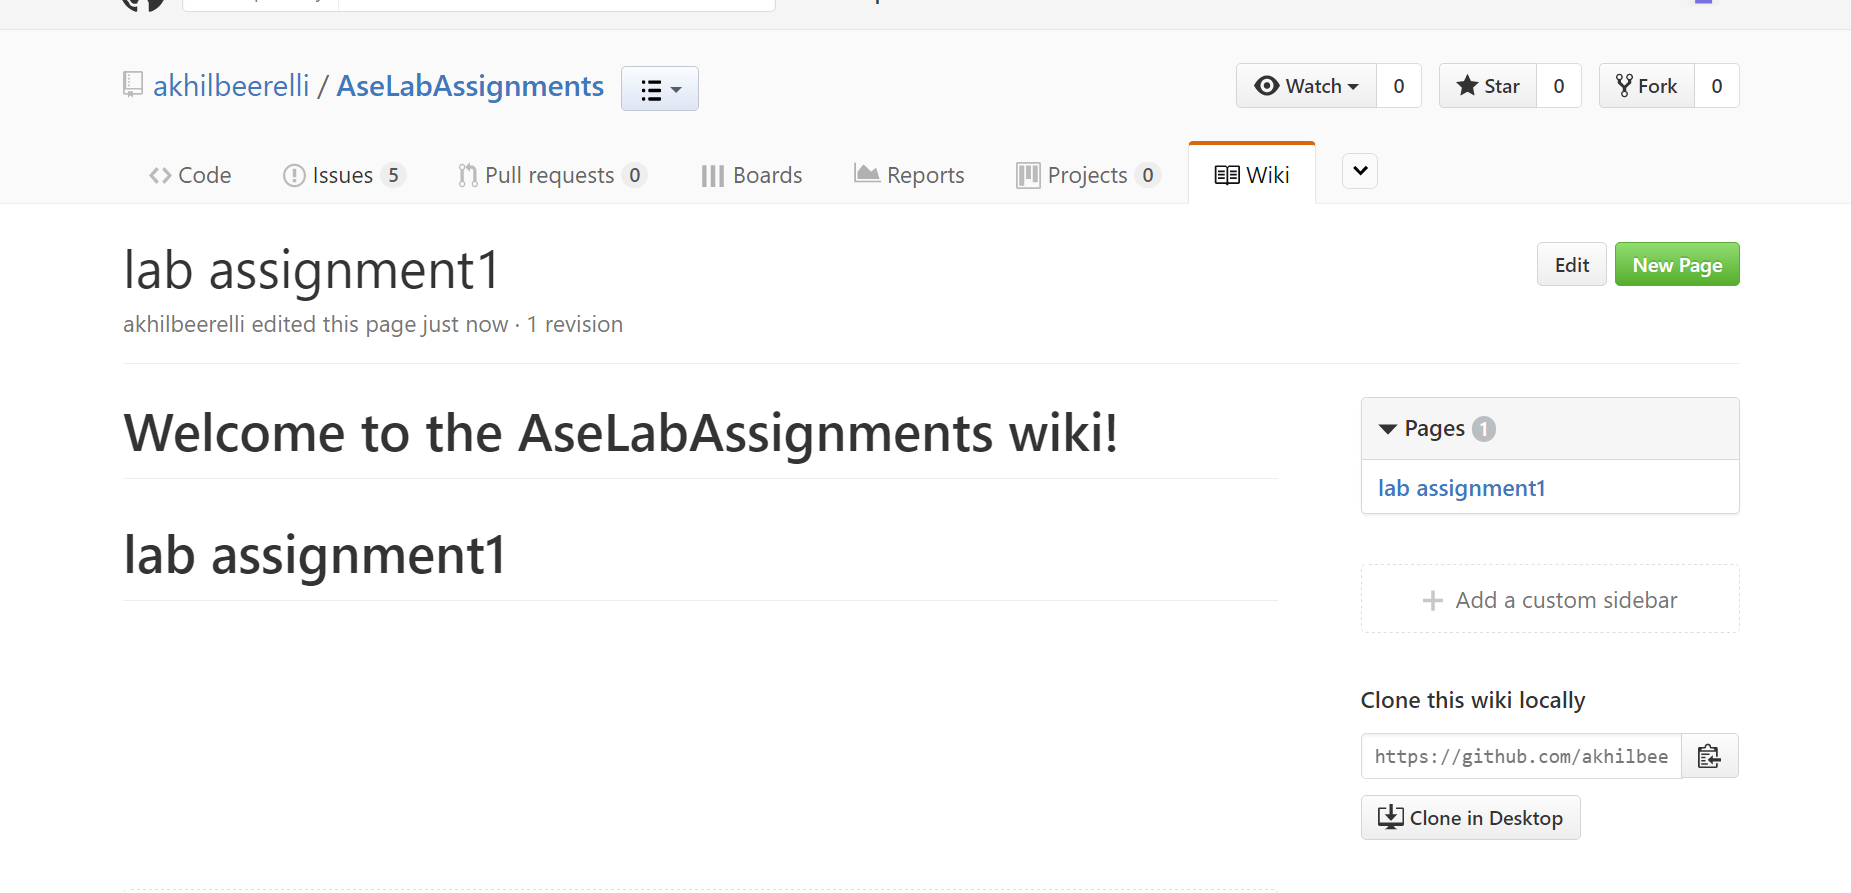 akhilbeerelli / AseLabAssignments
Watch 0 Star 0 Fork 0
Code Issues 5 Pull requests 0 Boards Reports Projects 0 Wiki
lab assignment1
Edit New Page
akhilbeerelli edited this page just now · 1 revision
Welcome to the AseLabAssignments wiki!
lab assignment1
Pages 1
lab assignment1
Add a custom sidebar
Clone this wiki locally
https://github.com/akhilbee
Clone in Desktop